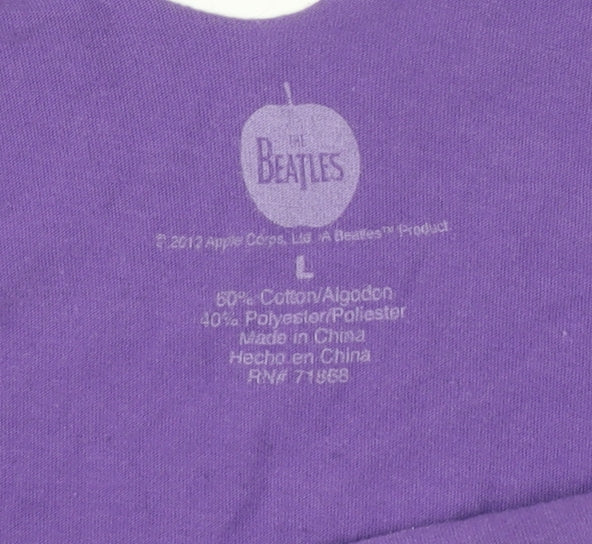 THE
BEATLES
© 2012 Apple Corps, Ltd. A Beatles™ Product.
L
60% Cotton/Algodon
40% Polyester/Poliester
Made in China
Hecho en China
RN# 71868